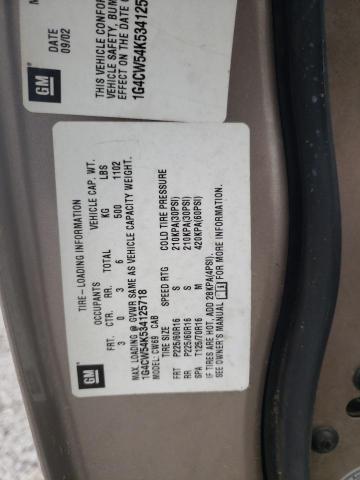 DATE
09/02
GM
THIS VEHICLE CONFOR
VEHICLE SAFETY, BUN
EFFECT ON THE DATE O
1G4CW54K534125
TIRE-LOADING INFORMATION
OCCUPANTS VEHICLE CAP. WT.
FRT. CTR. RR. TOTAL KG LBS
3 0 3 6 500 1102
MAX. LOADING @ GVWR SAME AS VEHICLE CAPACITY WEIGHT.
1G4CW54K534125718
MODEL: CW69 CAB
TIRE SIZE SPEED RTG COLD TIRE PRESSURE
FRT P225/60R16 S 210KPA(30PSI)
RR P225/60R16 S 210KPA(30PSI)
SPA T125/70R16 M 420KPA(60PSI)
IF TIRES ARE HOT, ADD 28KPA(4PSI).
SEE OWNER'S MANUAL FOR MORE INFORMATION.
GM